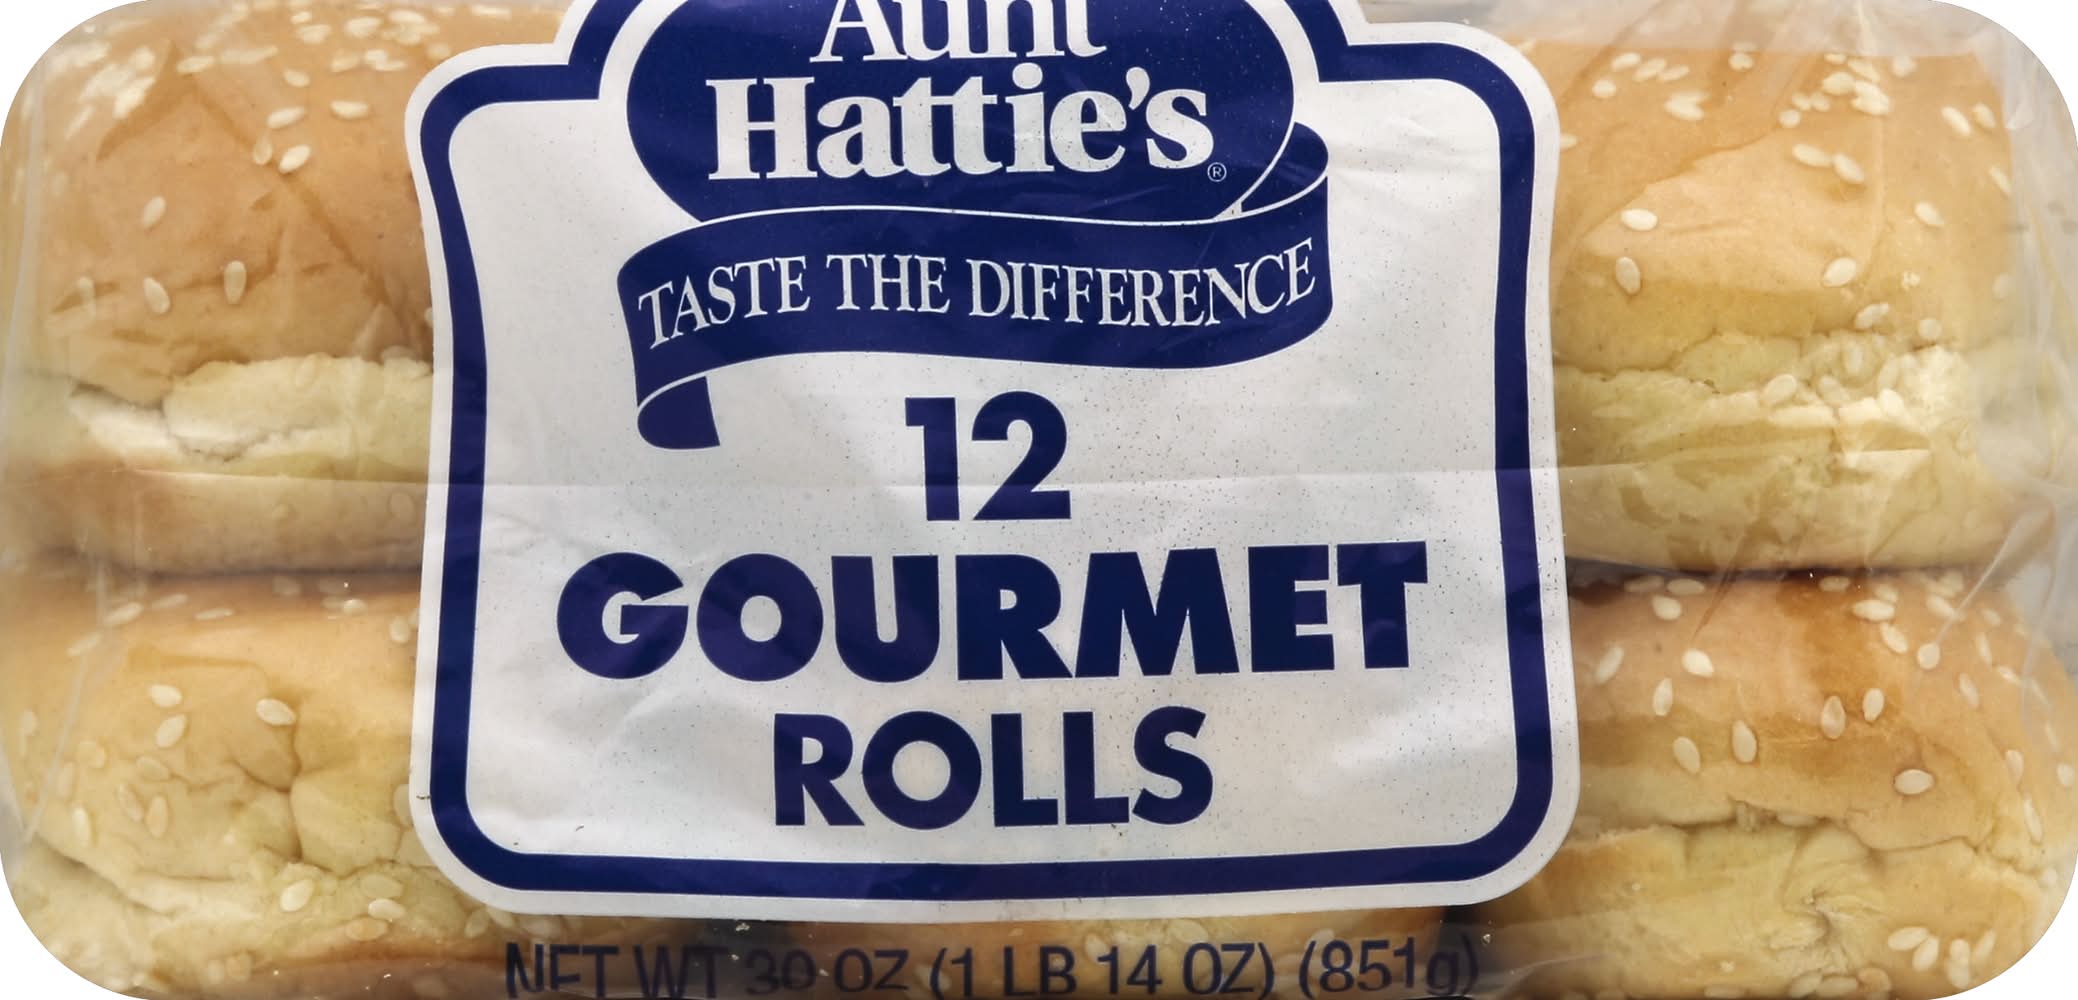 Aunt
Hattie's®
TASTE THE DIFFERENCE
12
GOURMET
ROLLS
NET WT 30 OZ (1 LB 14 OZ) (851g)